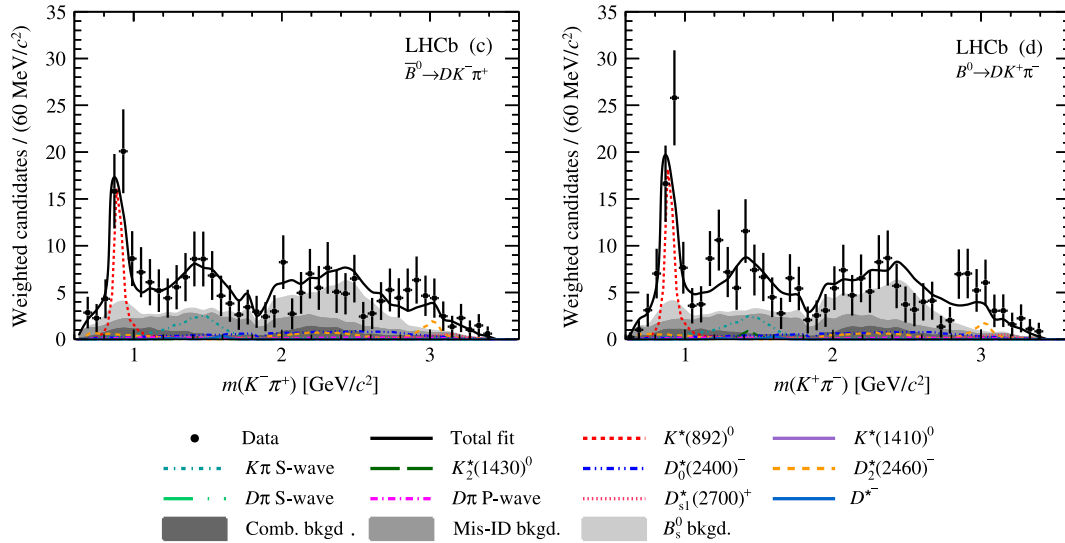 LHCb (c)
B̅⁰→DK⁻π⁺
Weighted candidates / (60 MeV/c²)
35
30
25
20
15
10
5
0
1 2 3
m(K⁻π⁺) [GeV/c²]
LHCb (d)
B⁰→DK⁺π⁻
Weighted candidates / (60 MeV/c²)
35
30
25
20
15
10
5
0
1 2 3
m(K⁺π⁻) [GeV/c²]
Data Total fit K*(892)⁰ K*(1410)⁰
Kπ S-wave K₂*(1430)⁰ D₀*(2400)⁻ D₂*(2460)⁻
Dπ S-wave Dπ P-wave D_{s1}*(2700)⁺ D*⁻
Comb. bkgd . Mis-ID bkgd. B_s⁰ bkgd.